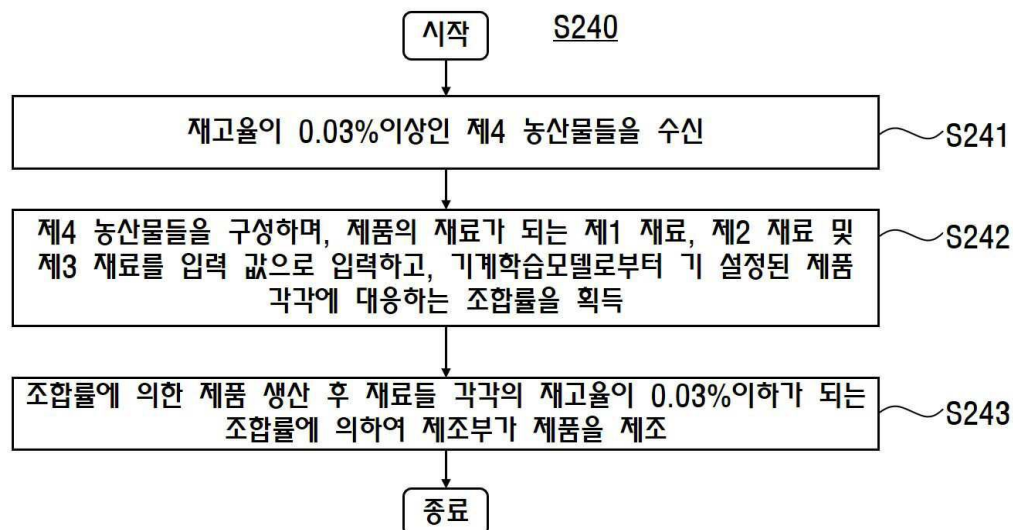 시작
S240
재고율이 0.03%이상인 제4 농산물들을 수신
S241
제4 농산물들을 구성하며, 제품의 재료가 되는 제1 재료, 제2 재료 및
제3 재료를 입력 값으로 입력하고, 기계학습모델로부터 기 설정된 제품
각각에 대응하는 조합률을 획득
S242
조합률에 의한 제품 생산 후 재료들 각각의 재고율이 0.03%이하가 되는
조합률에 의하여 제조부가 제품을 제조
S243
종료